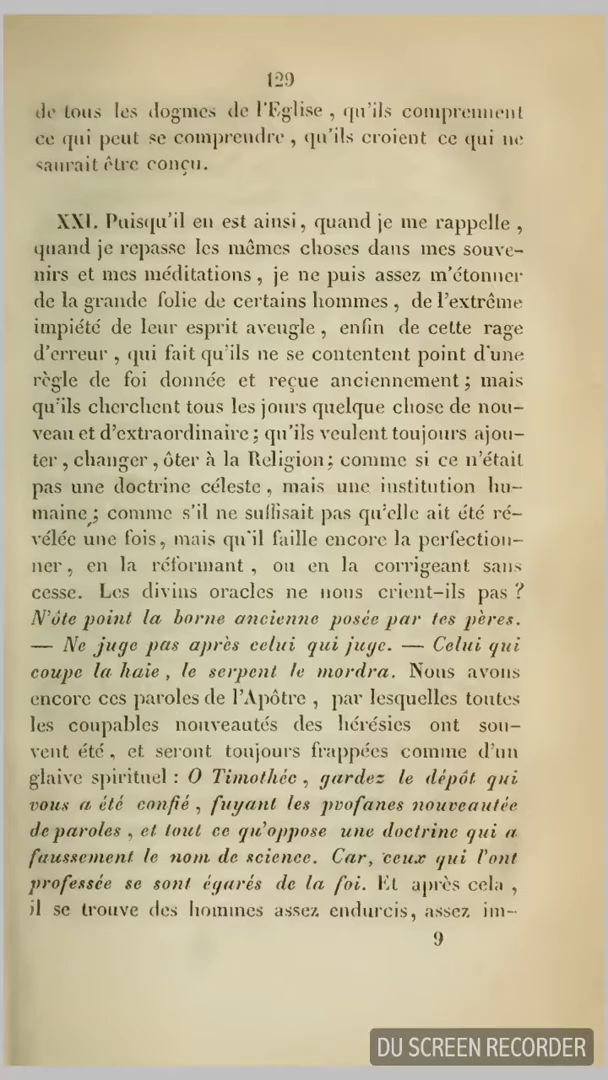 129
de tous les dogmes de l'Eglise , qu'ils comprennent
ce qui peut se comprendre , qu'ils croient ce qui ne
saurait être conçu.
XXI. Puisqu'il en est ainsi, quand je me rappelle ,
quand je repasse les mêmes choses dans mes souve-
nirs et mes méditations , je ne puis assez m'étonner
de la grande folie de certains hommes , de l'extrême
impiété de leur esprit aveugle , enfin de cette rage
d'erreur , qui fait qu'ils ne se contentent point d'une
règle de foi donnée et reçue anciennement ; mais
qu'ils cherchent tous les jours quelque chose de nou-
veau et d'extraordinaire ; qu'ils veulent toujours ajou-
ter , changer , ôter à la Religion ; comme si ce n'était
pas une doctrine céleste , mais une institution hu-
maine ; comme s'il ne suffisait pas qu'elle ait été ré-
vélée une fois, mais qu'il faille encore la perfection-
ner , en la réformant , ou en la corrigeant sans
cesse. Les divins oracles ne nous crient-ils pas ?
N'ôte point la borne ancienne posée par tes pères.
— Ne juge pas après celui qui juge. — Celui qui
coupe la haie , le serpent le mordra. Nous avons
encore ces paroles de l'Apôtre , par lesquelles toutes
les coupables nouveautés des hérésies ont sou-
vent été , et seront toujours frappées comme d'un
glaive spirituel : O Timothée , gardez le dépôt qui
vous a été confié , fuyant les profanes nouveautée
de paroles , et tout ce qu'oppose une doctrine qui a
faussement le nom de science. Car, ceux qui l'ont
professée se sont égarés de la foi. Et après cela ,
il se trouve des hommes assez endurcis, assez im-
9
DU SCREEN RECORDER